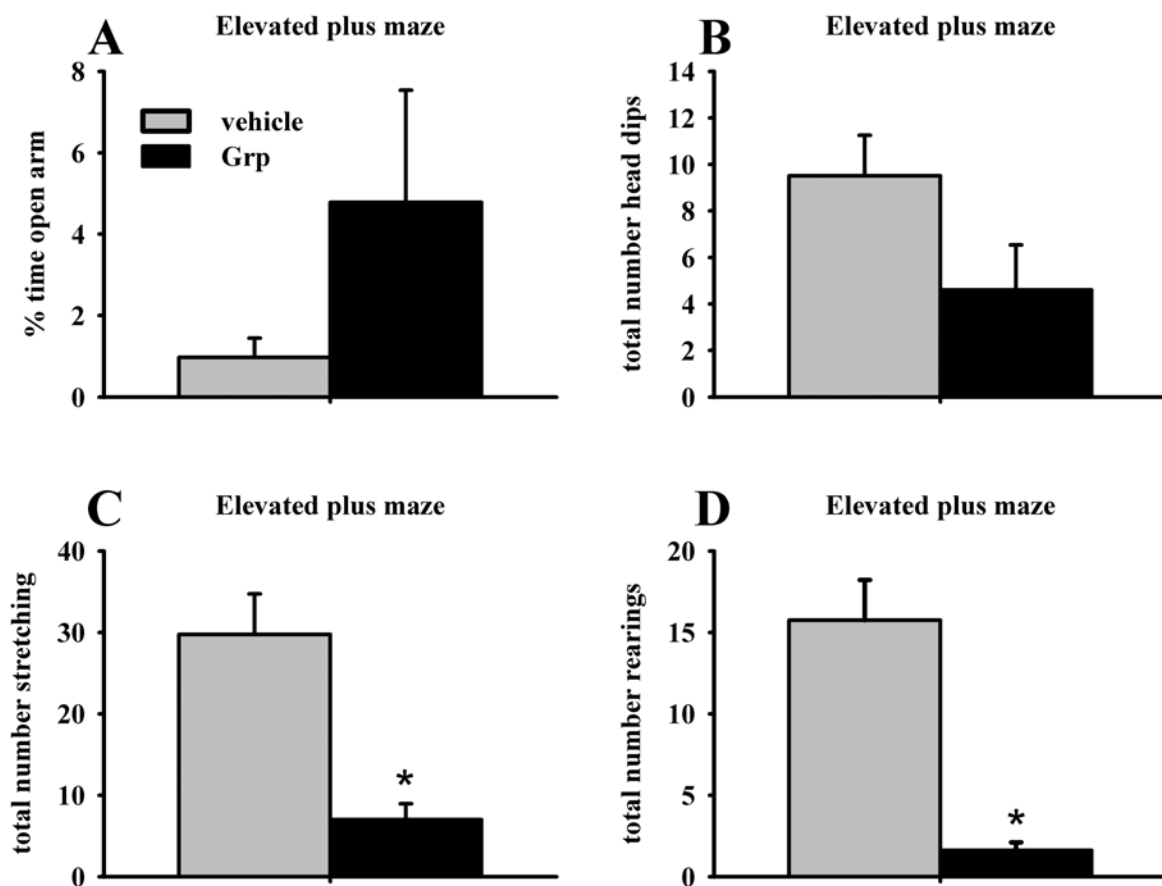 A
Elevated plus maze
% time open arm
8
6
4
2
0
vehicle
Grp
B
Elevated plus maze
total number head dips
14
12
10
8
6
4
2
0
C
Elevated plus maze
total number stretching
40
30
20
10
0
*
D
Elevated plus maze
total number rearings
20
15
10
5
0
*